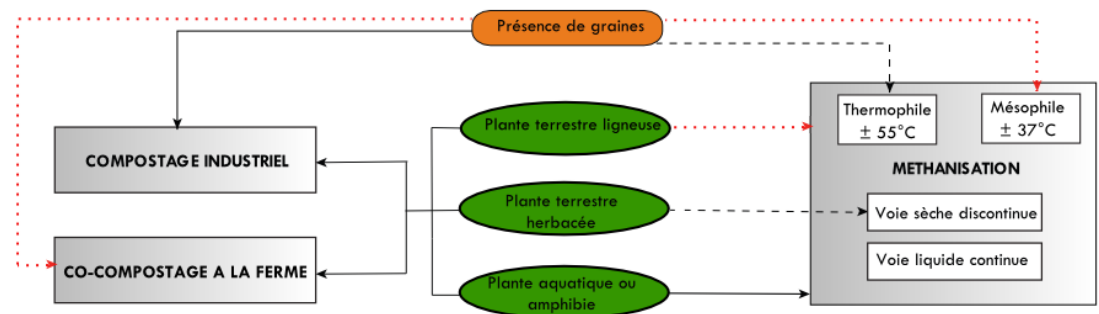 Présence de graines
Thermophile
± 55°C
Mésophile
± 37°C
Plante terrestre ligneuse
COMPOSTAGE INDUSTRIEL
METHANISATION
Plante terrestre
herbacée
Voie sèche discontinue
Voie liquide continue
CO-COMPOSTAGE A LA FERME
Plante aquatique ou
amphibie